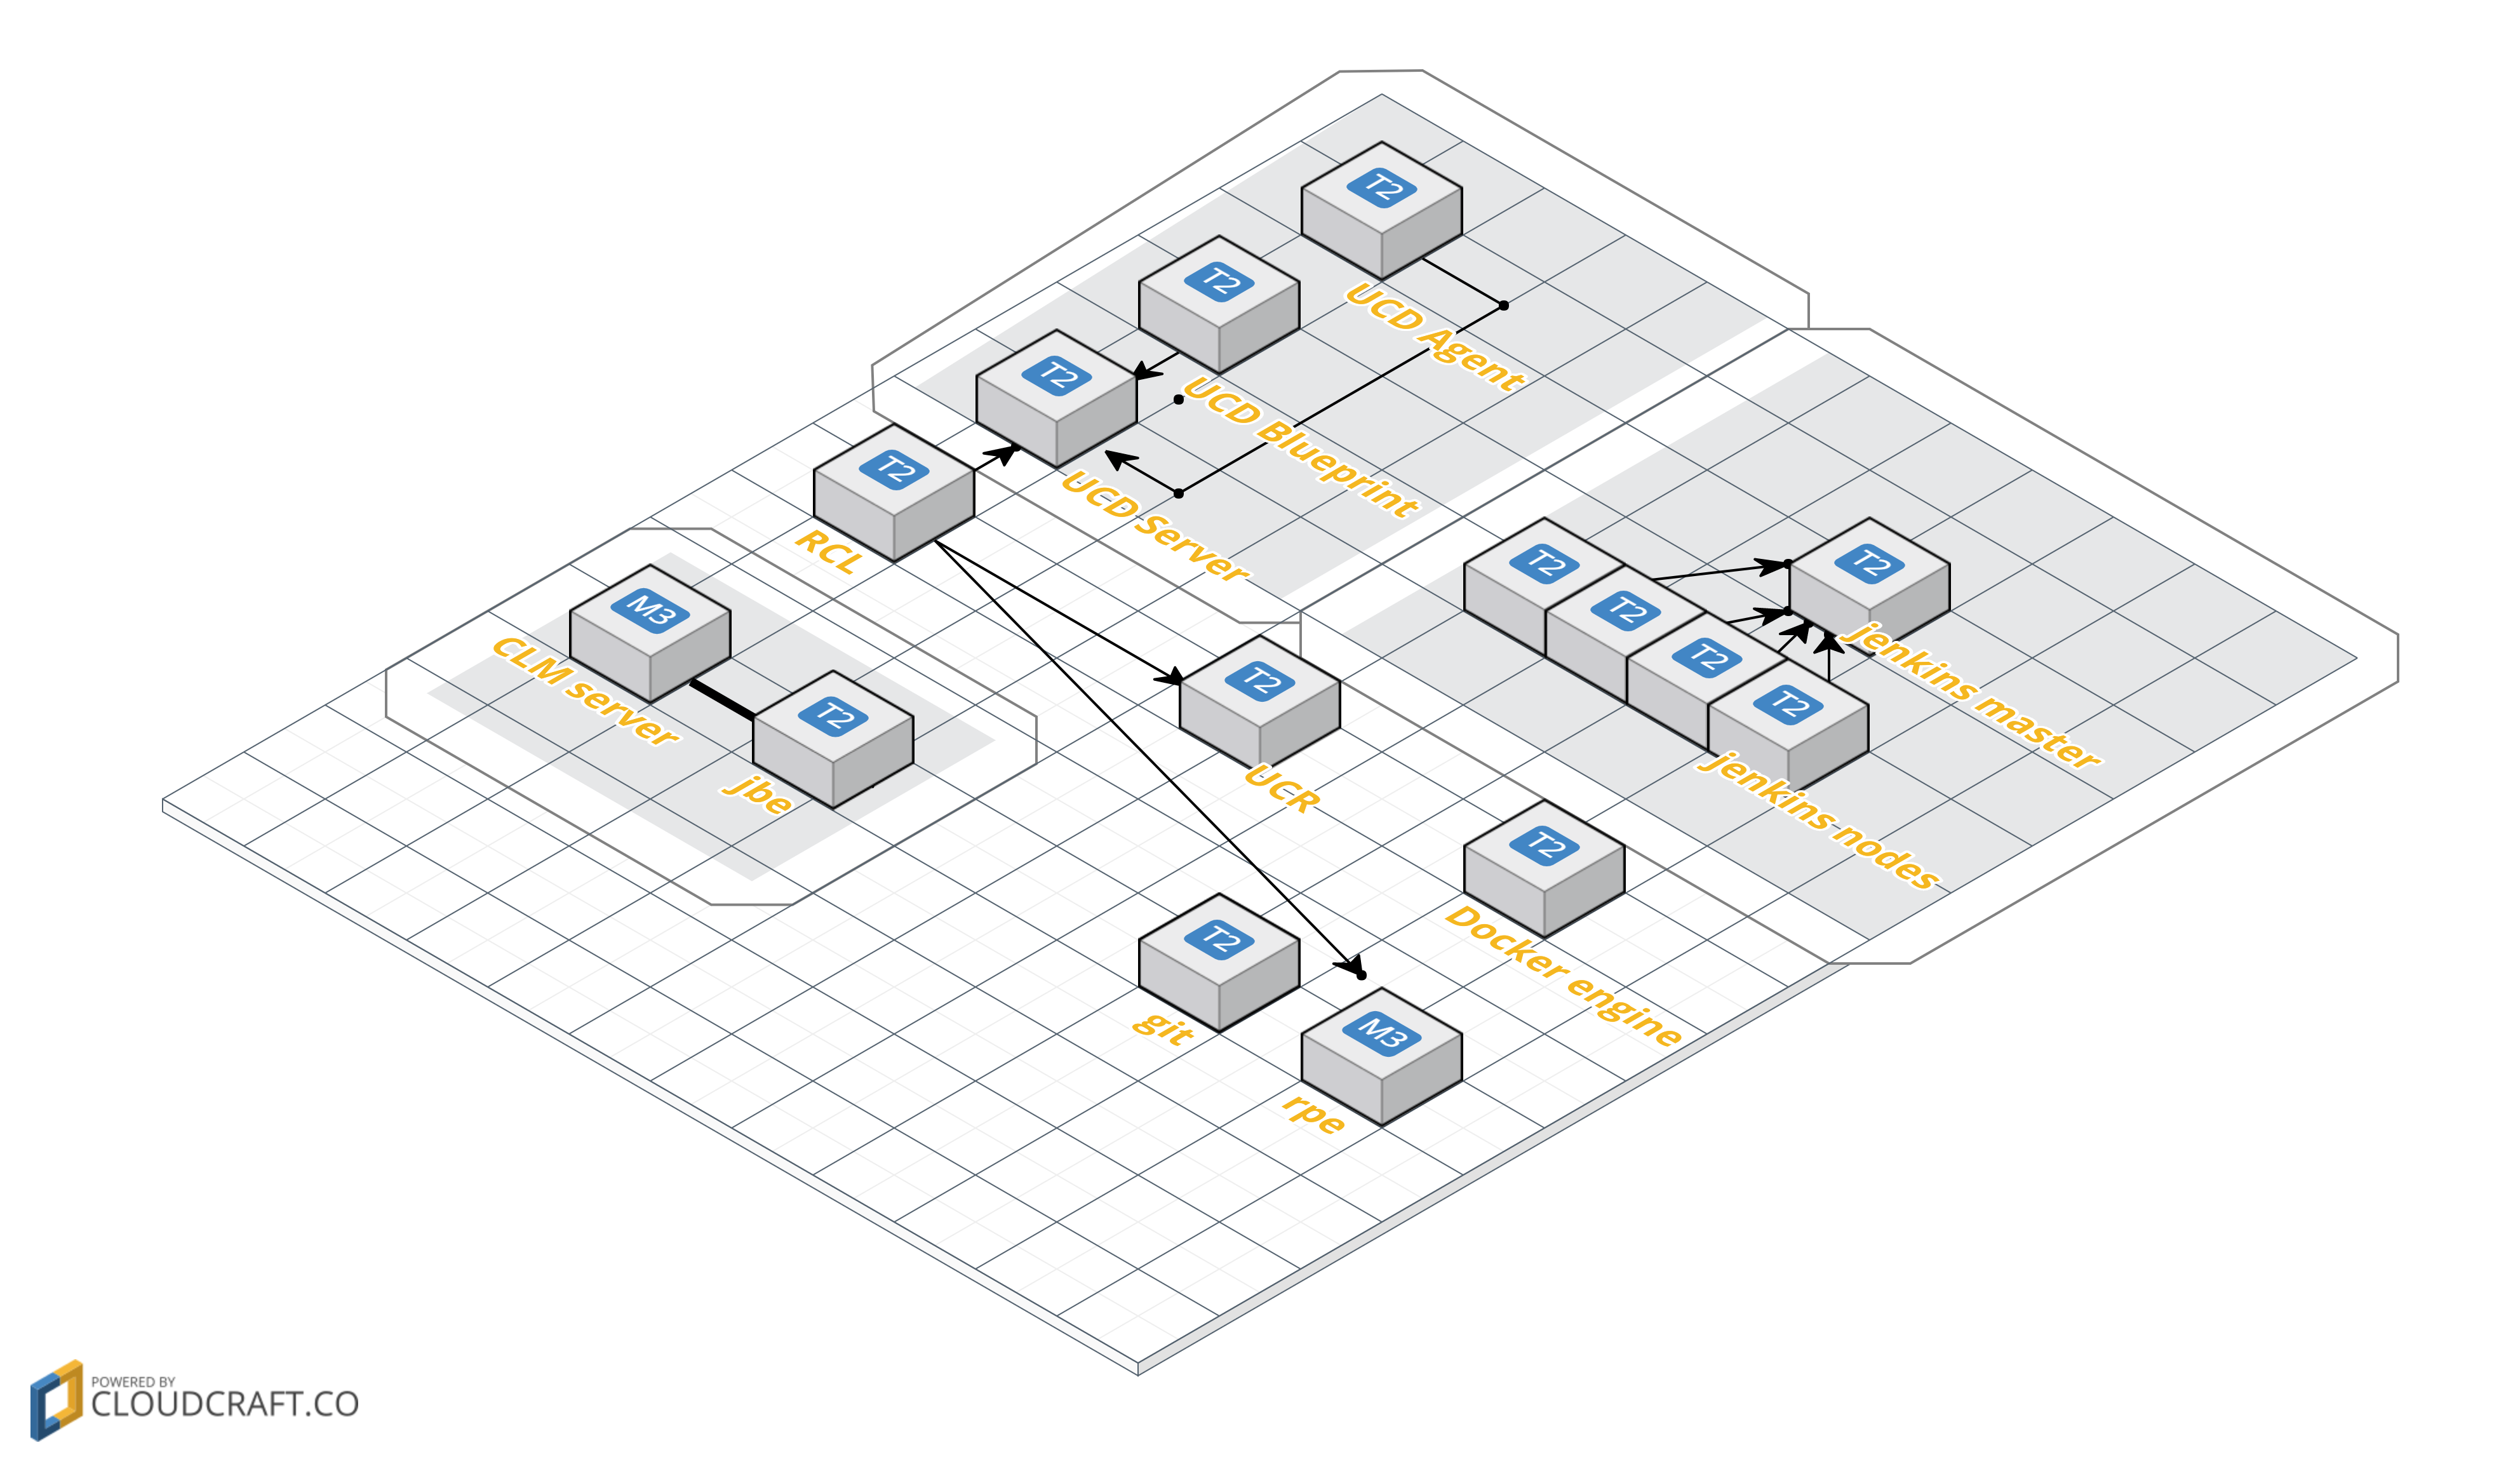 T2
UCD Agent
T2
UCD Blueprint
T2
UCD Server
T2
RCL
M3
CLM server
T2
jbe
T2
UCR
T2
T2
T2
T2
jenkins nodes
T2
jenkins master
T2
Docker engine
T2
git
M3
rpe
POWERED BY
CLOUDCRAFT.CO